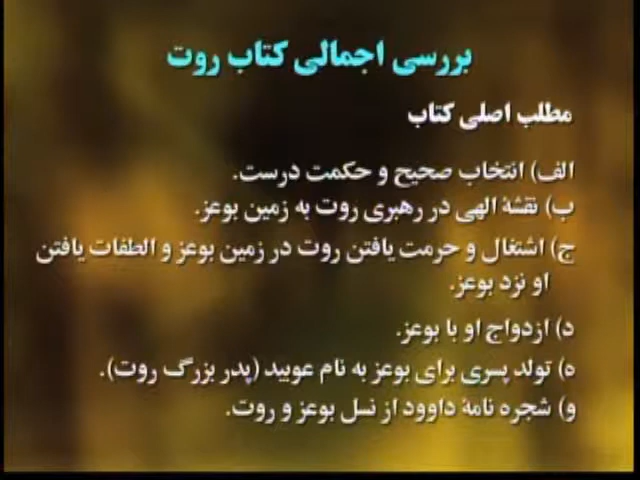 بررسی اجمالی کتاب روت
مطلب اصلی کتاب
الف) انتخاب صحیح و حکمت درست.
ب) نقشهٔ الهی در رهبری روت به زمین بوعز.
ج) اشتغال و حرمت یافتن روت در زمین بوعز و الطفات یافتن
او نزد بوعز.
د) ازدواج او با بوعز.
ه) تولد پسری برای بوعز به نام عوبید (پدر بزرگ روت).
و) شجره نامهٔ داوود از نسل بوعز و روت.